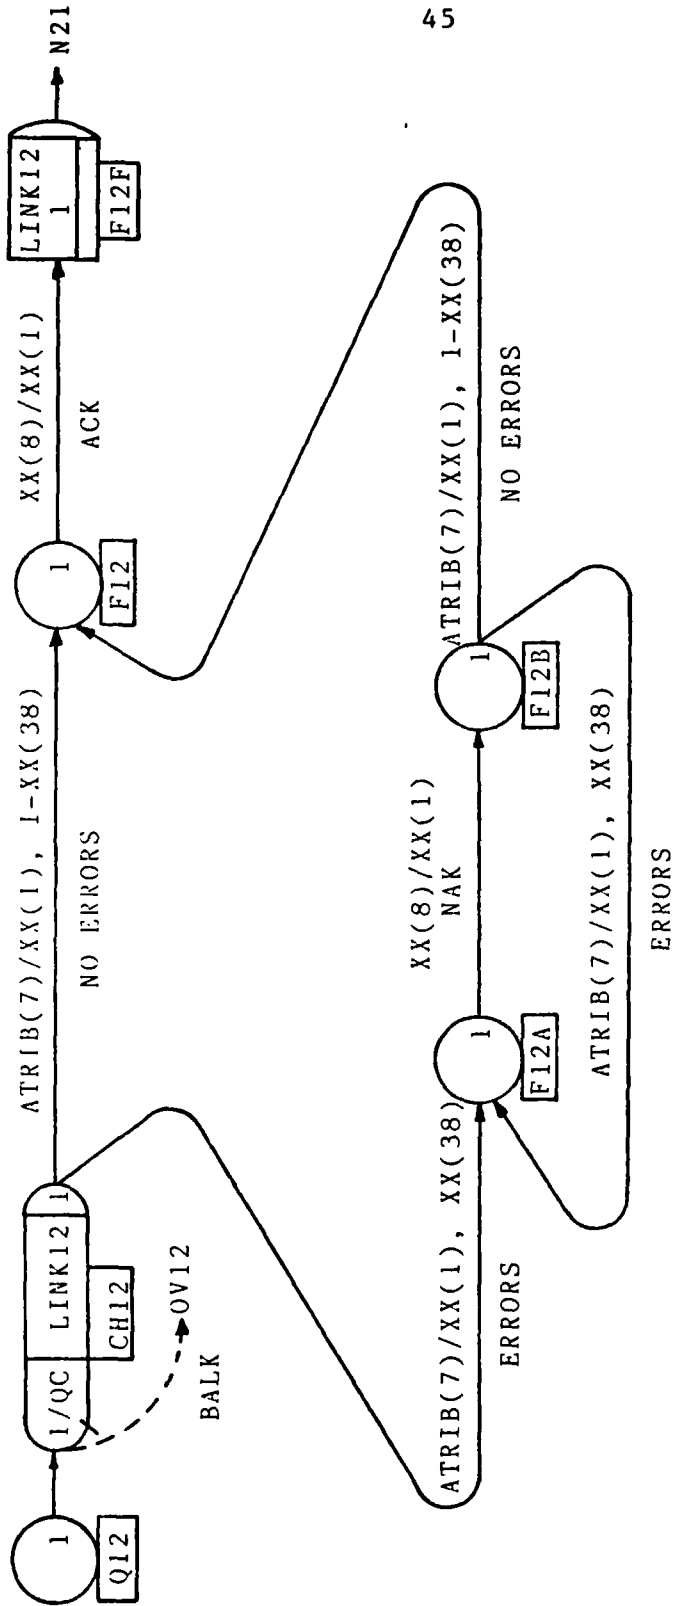 45
1
Q12
1/QC
LINK12
1
CH12
BALK
OV12
ATRIB(7)/XX(1), 1-XX(38)
NO ERRORS
1
F12
XX(8)/XX(1)
ACK
LINK12
1
F12F
N21
ATRIB(7)/XX(1), XX(38)
ERRORS
1
F12A
XX(8)/XX(1)
NAK
1
F12B
ATRIB(7)/XX(1), 1-XX(38)
NO ERRORS
ATRIB(7)/XX(1), XX(38)
ERRORS